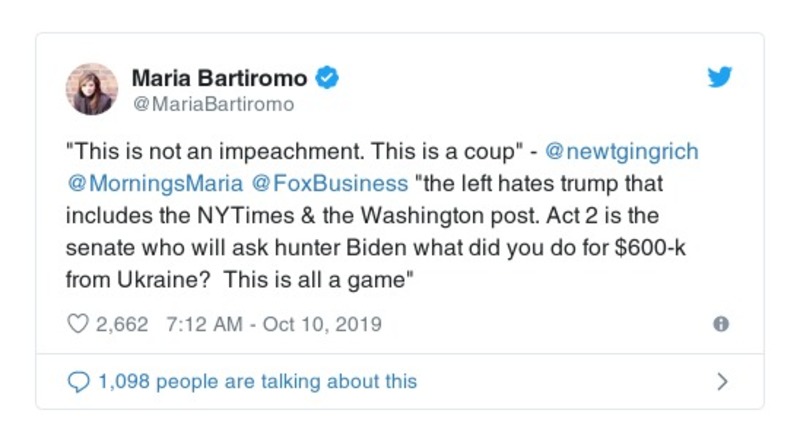 Maria Bartiromo
@MariaBartiromo
"This is not an impeachment. This is a coup" - @newtgingrich
@MorningsMaria @FoxBusiness "the left hates trump that
includes the NYTimes & the Washington post. Act 2 is the
senate who will ask hunter Biden what did you do for $600-k
from Ukraine?  This is all a game"
2,662 7:12 AM - Oct 10, 2019
1,098 people are talking about this